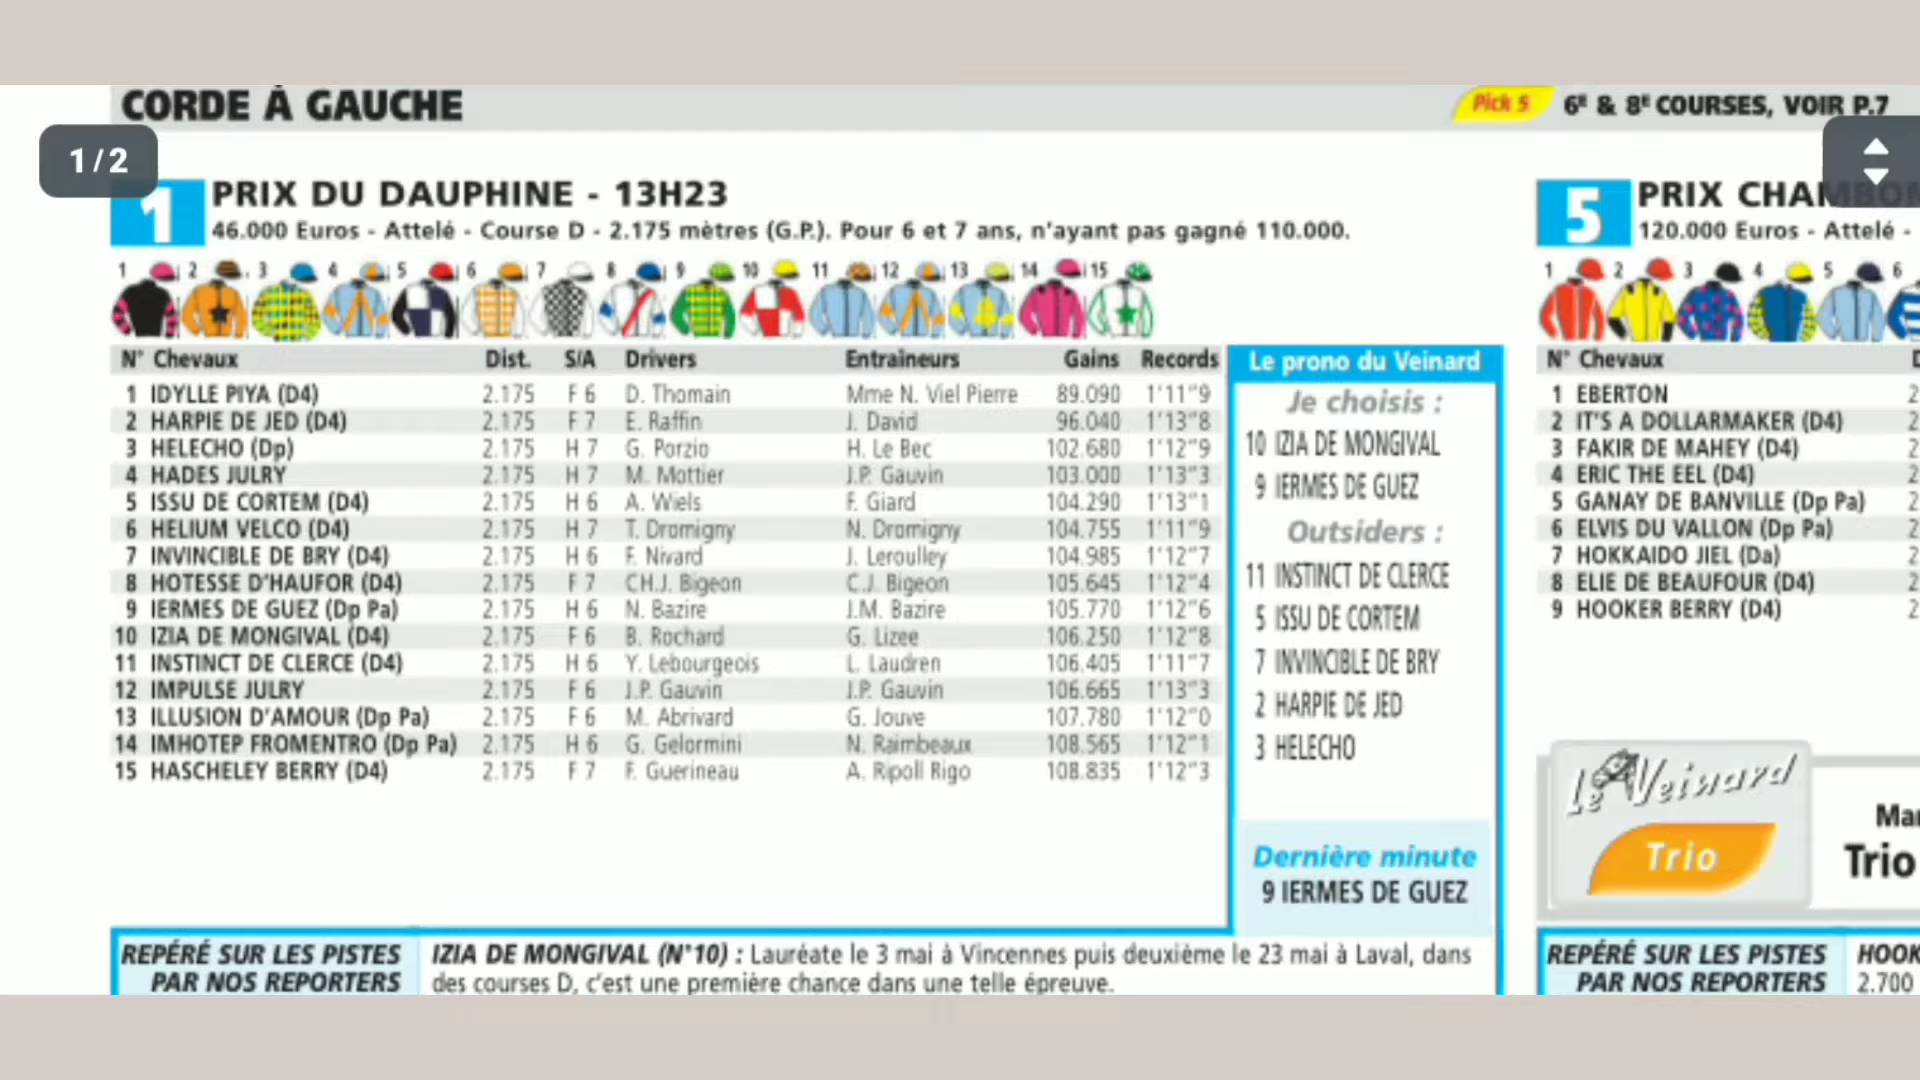 CORDE À GAUCHE
Pick 5 6E & 8E COURSES, VOIR P.7
1/2
1 PRIX DU DAUPHINE - 13H23
46.000 Euros - Attelé - Course D - 2.175 mètres (G.P.). Pour 6 et 7 ans, n'ayant pas gagné 110.000.
1 2 3 4 5 6 7 8 9 10 11 12 13 14 15
N° Chevaux Dist. S/A Drivers Entraîneurs Gains Records
1 IDYLLE PIYA (D4) 2.175 F 6 D. Thomain Mme N. Viel Pierre 89.090 1'11"9
2 HARPIE DE JED (D4) 2.175 F 7 E. Raffin J. David 96.040 1'13"8
3 HELECHO (Dp) 2.175 H 7 G. Porzio H. Le Bec 102.680 1'12"9
4 HADES JULRY 2.175 H 7 M. Mottier J.P. Gauvin 103.000 1'13"3
5 ISSU DE CORTEM (D4) 2.175 H 6 A. Wiels F. Giard 104.290 1'13"1
6 HELIUM VELCO (D4) 2.175 H 7 T. Dromigny N. Dromigny 104.755 1'11"9
7 INVINCIBLE DE BRY (D4) 2.175 H 6 F. Nivard J. Leroulley 104.985 1'12"7
8 HOTESSE D'HAUFOR (D4) 2.175 F 7 CH.J. Bigeon C.J. Bigeon 105.645 1'12"4
9 IERMES DE GUEZ (Dp Pa) 2.175 H 6 N. Bazire J.M. Bazire 105.770 1'12"6
10 IZIA DE MONGIVAL (D4) 2.175 F 6 B. Rochard G. Lizee 106.250 1'12"8
11 INSTINCT DE CLERCE (D4) 2.175 H 6 Y. Lebourgeois L. Laudren 106.405 1'11"7
12 IMPULSE JULRY 2.175 F 6 J.P. Gauvin J.P. Gauvin 106.665 1'13"3
13 ILLUSION D'AMOUR (Dp Pa) 2.175 F 6 M. Abrivard G. Jouve 107.780 1'12"0
14 IMHOTEP FROMENTRO (Dp Pa) 2.175 H 6 G. Gelormini N. Raimbeaux 108.565 1'12"1
15 HASCHELEY BERRY (D4) 2.175 F 7 F. Guerineau A. Ripoll Rigo 108.835 1'12"3
Le prono du Veinard
Je choisis :
10 IZIA DE MONGIVAL
9 IERMES DE GUEZ
Outsiders :
11 INSTINCT DE CLERCE
5 ISSU DE CORTEM
7 INVINCIBLE DE BRY
2 HARPIE DE JED
3 HELECHO
Dernière minute
9 IERMES DE GUEZ
REPÉRÉ SUR LES PISTES
PAR NOS REPORTERS
IZIA DE MONGIVAL (N°10) : Lauréate le 3 mai à Vincennes puis deuxième le 23 mai à Laval, dans
des courses D, c'est une première chance dans une telle épreuve.
5 PRIX
120.000 Euros - Attelé -
1 2 3 4 5 6
N° Chevaux
1 EBERTON
2 IT'S A DOLLARMAKER (D4)
3 FAKIR DE MAHEY (D4)
4 ERIC THE EEL (D4)
5 GANAY DE BANVILLE (Dp Pa)
6 ELVIS DU VALLON (Dp Pa)
7 HOKKAIDO JIEL (Da)
8 ELIE DE BEAUFOUR (D4)
9 HOOKER BERRY (D4)
Le Veinard
Trio
Trio
REPÉRÉ SUR LES PISTES
PAR NOS REPORTERS
2.700